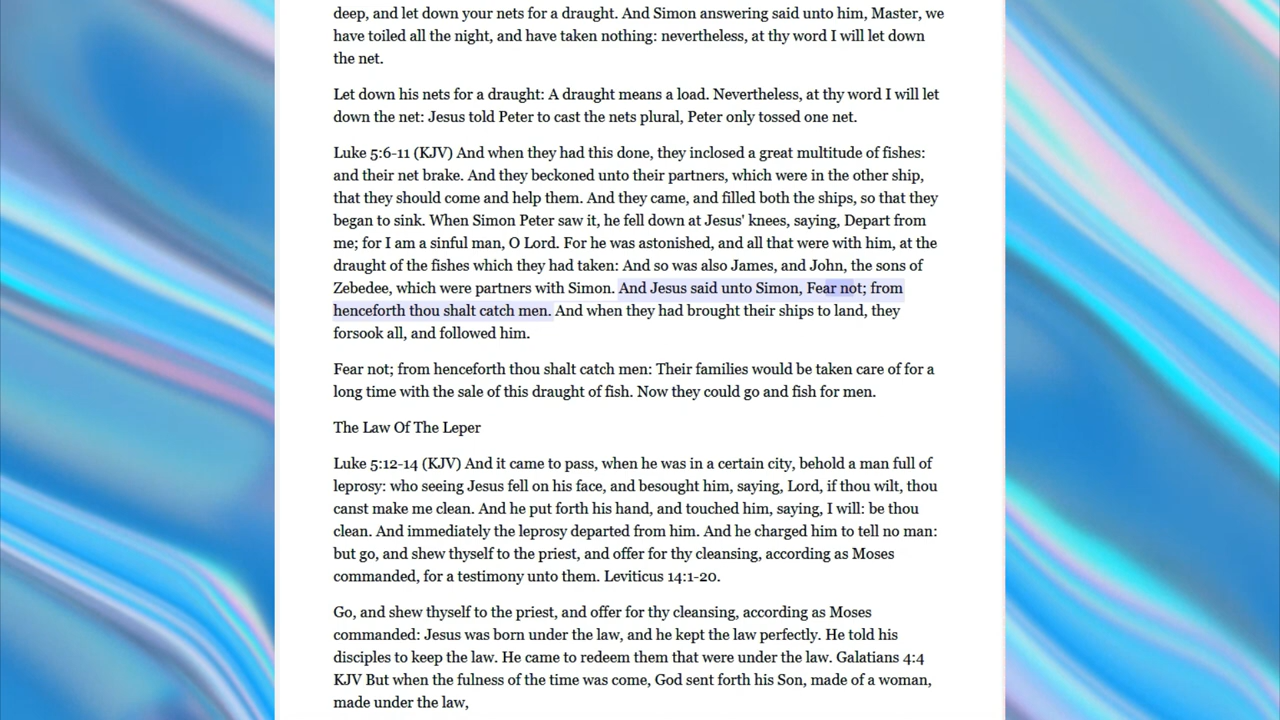 deep, and let down your nets for a draught. And Simon answering said unto him, Master, we
have toiled all the night, and have taken nothing: nevertheless, at thy word I will let down
the net.
Let down his nets for a draught: A draught means a load. Nevertheless, at thy word I will let
down the net: Jesus told Peter to cast the nets plural, Peter only tossed one net.
Luke 5:6-11 (KJV) And when they had this done, they inclosed a great multitude of fishes:
and their net brake. And they beckoned unto their partners, which were in the other ship,
that they should come and help them. And they came, and filled both the ships, so that they
began to sink. When Simon Peter saw it, he fell down at Jesus' knees, saying, Depart from
me; for I am a sinful man, O Lord. For he was astonished, and all that were with him, at the
draught of the fishes which they had taken: And so was also James, and John, the sons of
Zebedee, which were partners with Simon. And Jesus said unto Simon, Fear not; from
henceforth thou shalt catch men. And when they had brought their ships to land, they
forsook all, and followed him.
Fear not; from henceforth thou shalt catch men: Their families would be taken care of for a
long time with the sale of this draught of fish. Now they could go and fish for men.
The Law Of The Leper
Luke 5:12-14 (KJV) And it came to pass, when he was in a certain city, behold a man full of
leprosy: who seeing Jesus fell on his face, and besought him, saying, Lord, if thou wilt, thou
canst make me clean. And he put forth his hand, and touched him, saying, I will: be thou
clean. And immediately the leprosy departed from him. And he charged him to tell no man:
but go, and shew thyself to the priest, and offer for thy cleansing, according as Moses
commanded, for a testimony unto them. Leviticus 14:1-20.
Go, and shew thyself to the priest, and offer for thy cleansing, according as Moses
commanded: Jesus was born under the law, and he kept the law perfectly. He told his
disciples to keep the law. He came to redeem them that were under the law. Galatians 4:4
KJV But when the fulness of the time was come, God sent forth his Son, made of a woman,
made under the law,